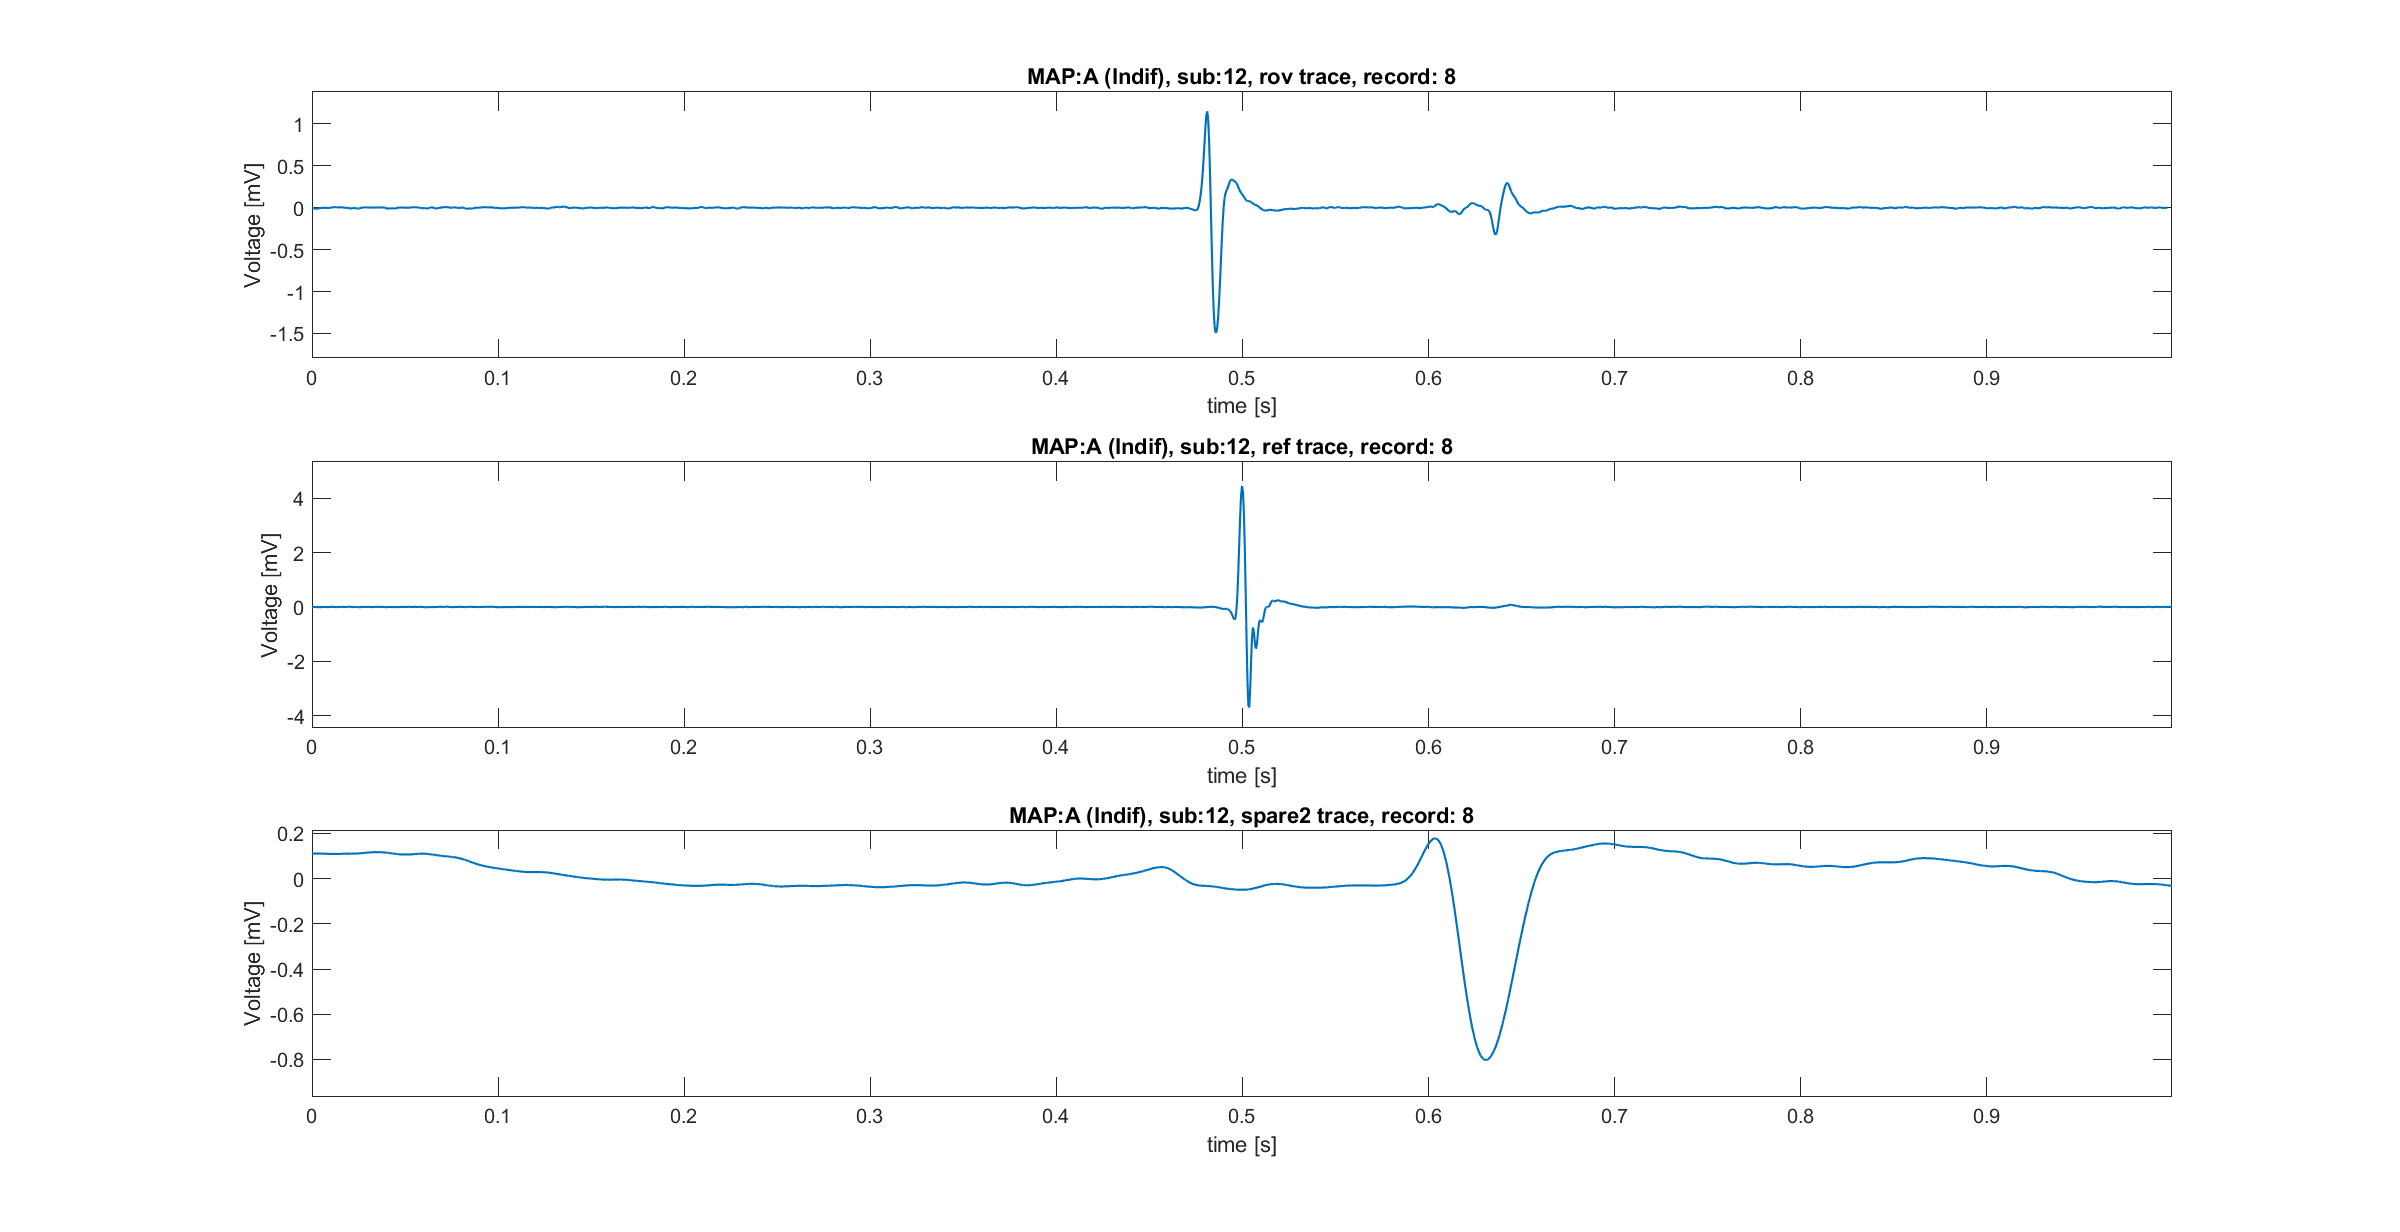 MAP:A (Indif), sub:12, rov trace, record: 8
1
0.5
0
-0.5
-1
-1.5
Voltage [mV]
0 0.1 0.2 0.3 0.4 0.5 0.6 0.7 0.8 0.9
time [s]
MAP:A (Indif), sub:12, ref trace, record: 8
4
2
0
-2
-4
Voltage [mV]
0 0.1 0.2 0.3 0.4 0.5 0.6 0.7 0.8 0.9
time [s]
MAP:A (Indif), sub:12, spare2 trace, record: 8
0.2
0
-0.2
-0.4
-0.6
-0.8
Voltage [mV]
0 0.1 0.2 0.3 0.4 0.5 0.6 0.7 0.8 0.9
time [s]